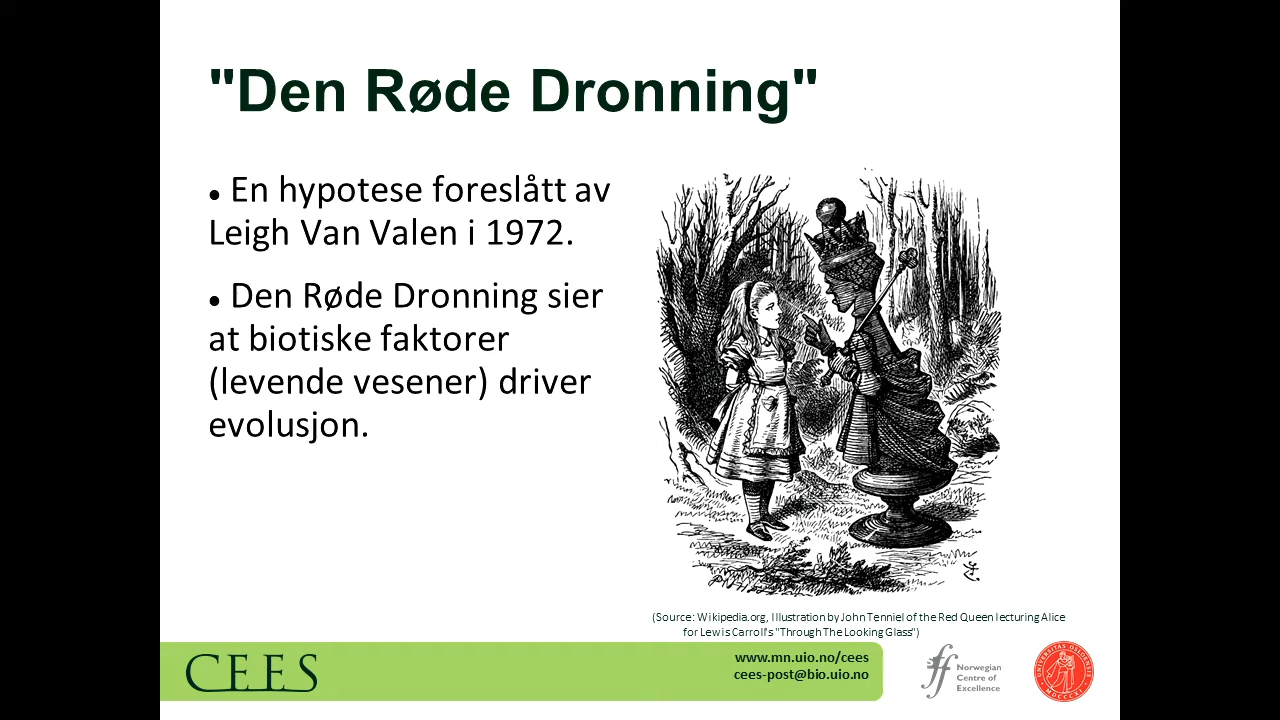 "Den Røde Dronning"
● En hypotese foreslått av
Leigh Van Valen i 1972.
● Den Røde Dronning sier
at biotiske faktorer
(levende vesener) driver
evolusjon.
(Source: Wikipedia.org, Illustration by John Tenniel of the Red Queen lecturing Alice
for Lewis Carroll's "Through The Looking Glass")
CEES
www.mn.uio.no/cees
cees-post@bio.uio.no
Norwegian
Centre of
Excellence
UNIVERSITAS OSLOENSIS
MDCCCXI